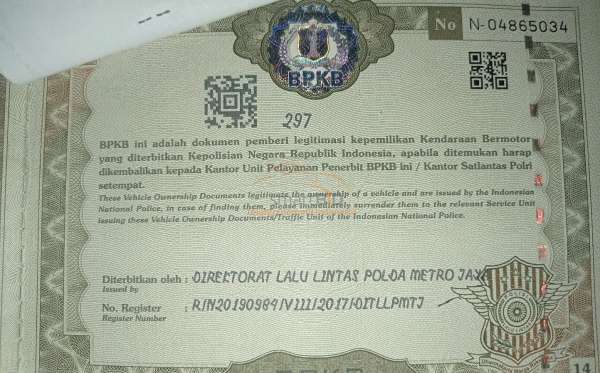 No N-04865034
BPKB
297
BPKB ini adalah dokumen pemberi legitimasi kepemilikan Kendaraan Bermotor
yang diterbitkan Kepolisian Negara Republik Indonesia, apabila ditemukan harap
dikembalikan kepada Kantor Unit Pelayanan Penerbit BPKB ini / Kantor Satlantas Polri
setempat.
These Vehicle Ownership Documents legitimate the ownership of a vehicle and are issued by the Indonesian
National Police, in case of finding them, please immediately surrender them to the relevant Service Unit
issuing these Vehicle Ownership Documents/Traffic Unit of the Indonesian National Police.
Diterbitkan oleh : DIREKTORAT LALU LINTAS POLDA METRO JAYA
Issued by
No. Register : R/N20190984/VIII/2017/DITLLPMTJ
Register Number
14